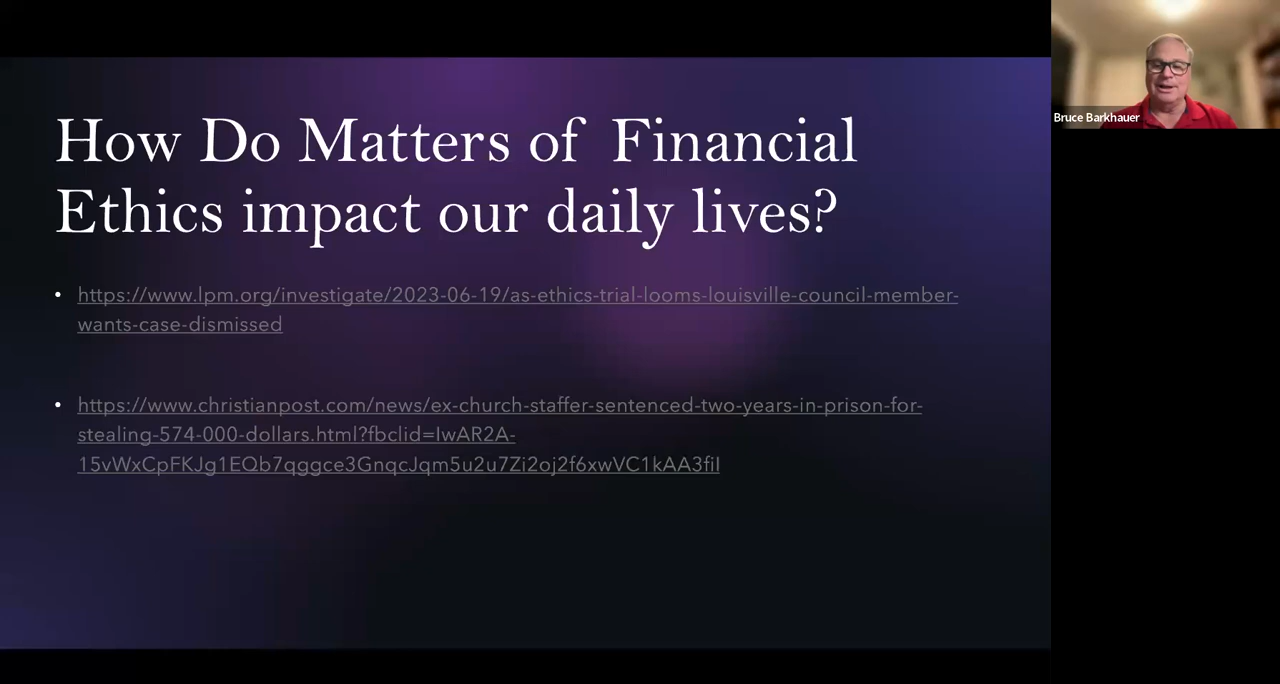 How Do Matters of Financial
Ethics impact our daily lives?
• https://www.lpm.org/investigate/2023-06-19/as-ethics-trial-looms-louisville-council-member-
wants-case-dismissed
• https://www.christianpost.com/news/ex-church-staffer-sentenced-two-years-in-prison-for-
stealing-574-000-dollars.html?fbclid=IwAR2A-
15vWxCpFKJg1EQb7qggce3GnqcJqm5u2u7Zi2oj2f6xwVC1kAA3fiI
Bruce Barkhauer